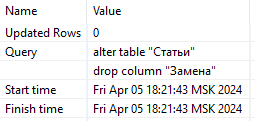 Name Value
Updated Rows 0
Query alter table "Статьи"
drop column "Замена"
Start time Fri Apr 05 18:21:43 MSK 2024
Finish time Fri Apr 05 18:21:43 MSK 2024